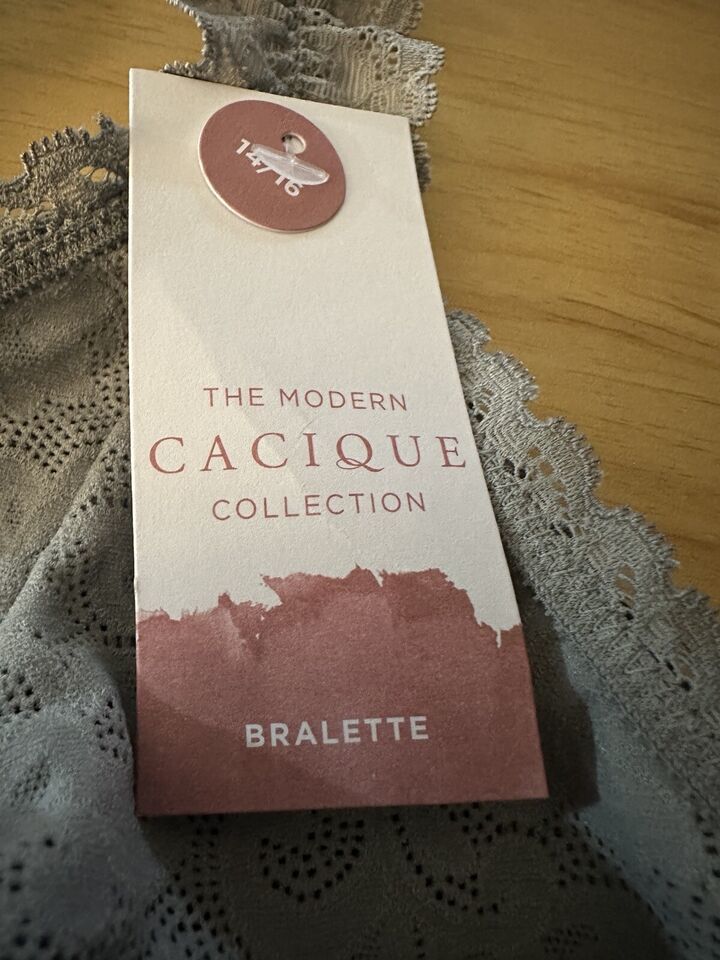 14/16
THE MODERN
CACIQUE
COLLECTION
BRALETTE